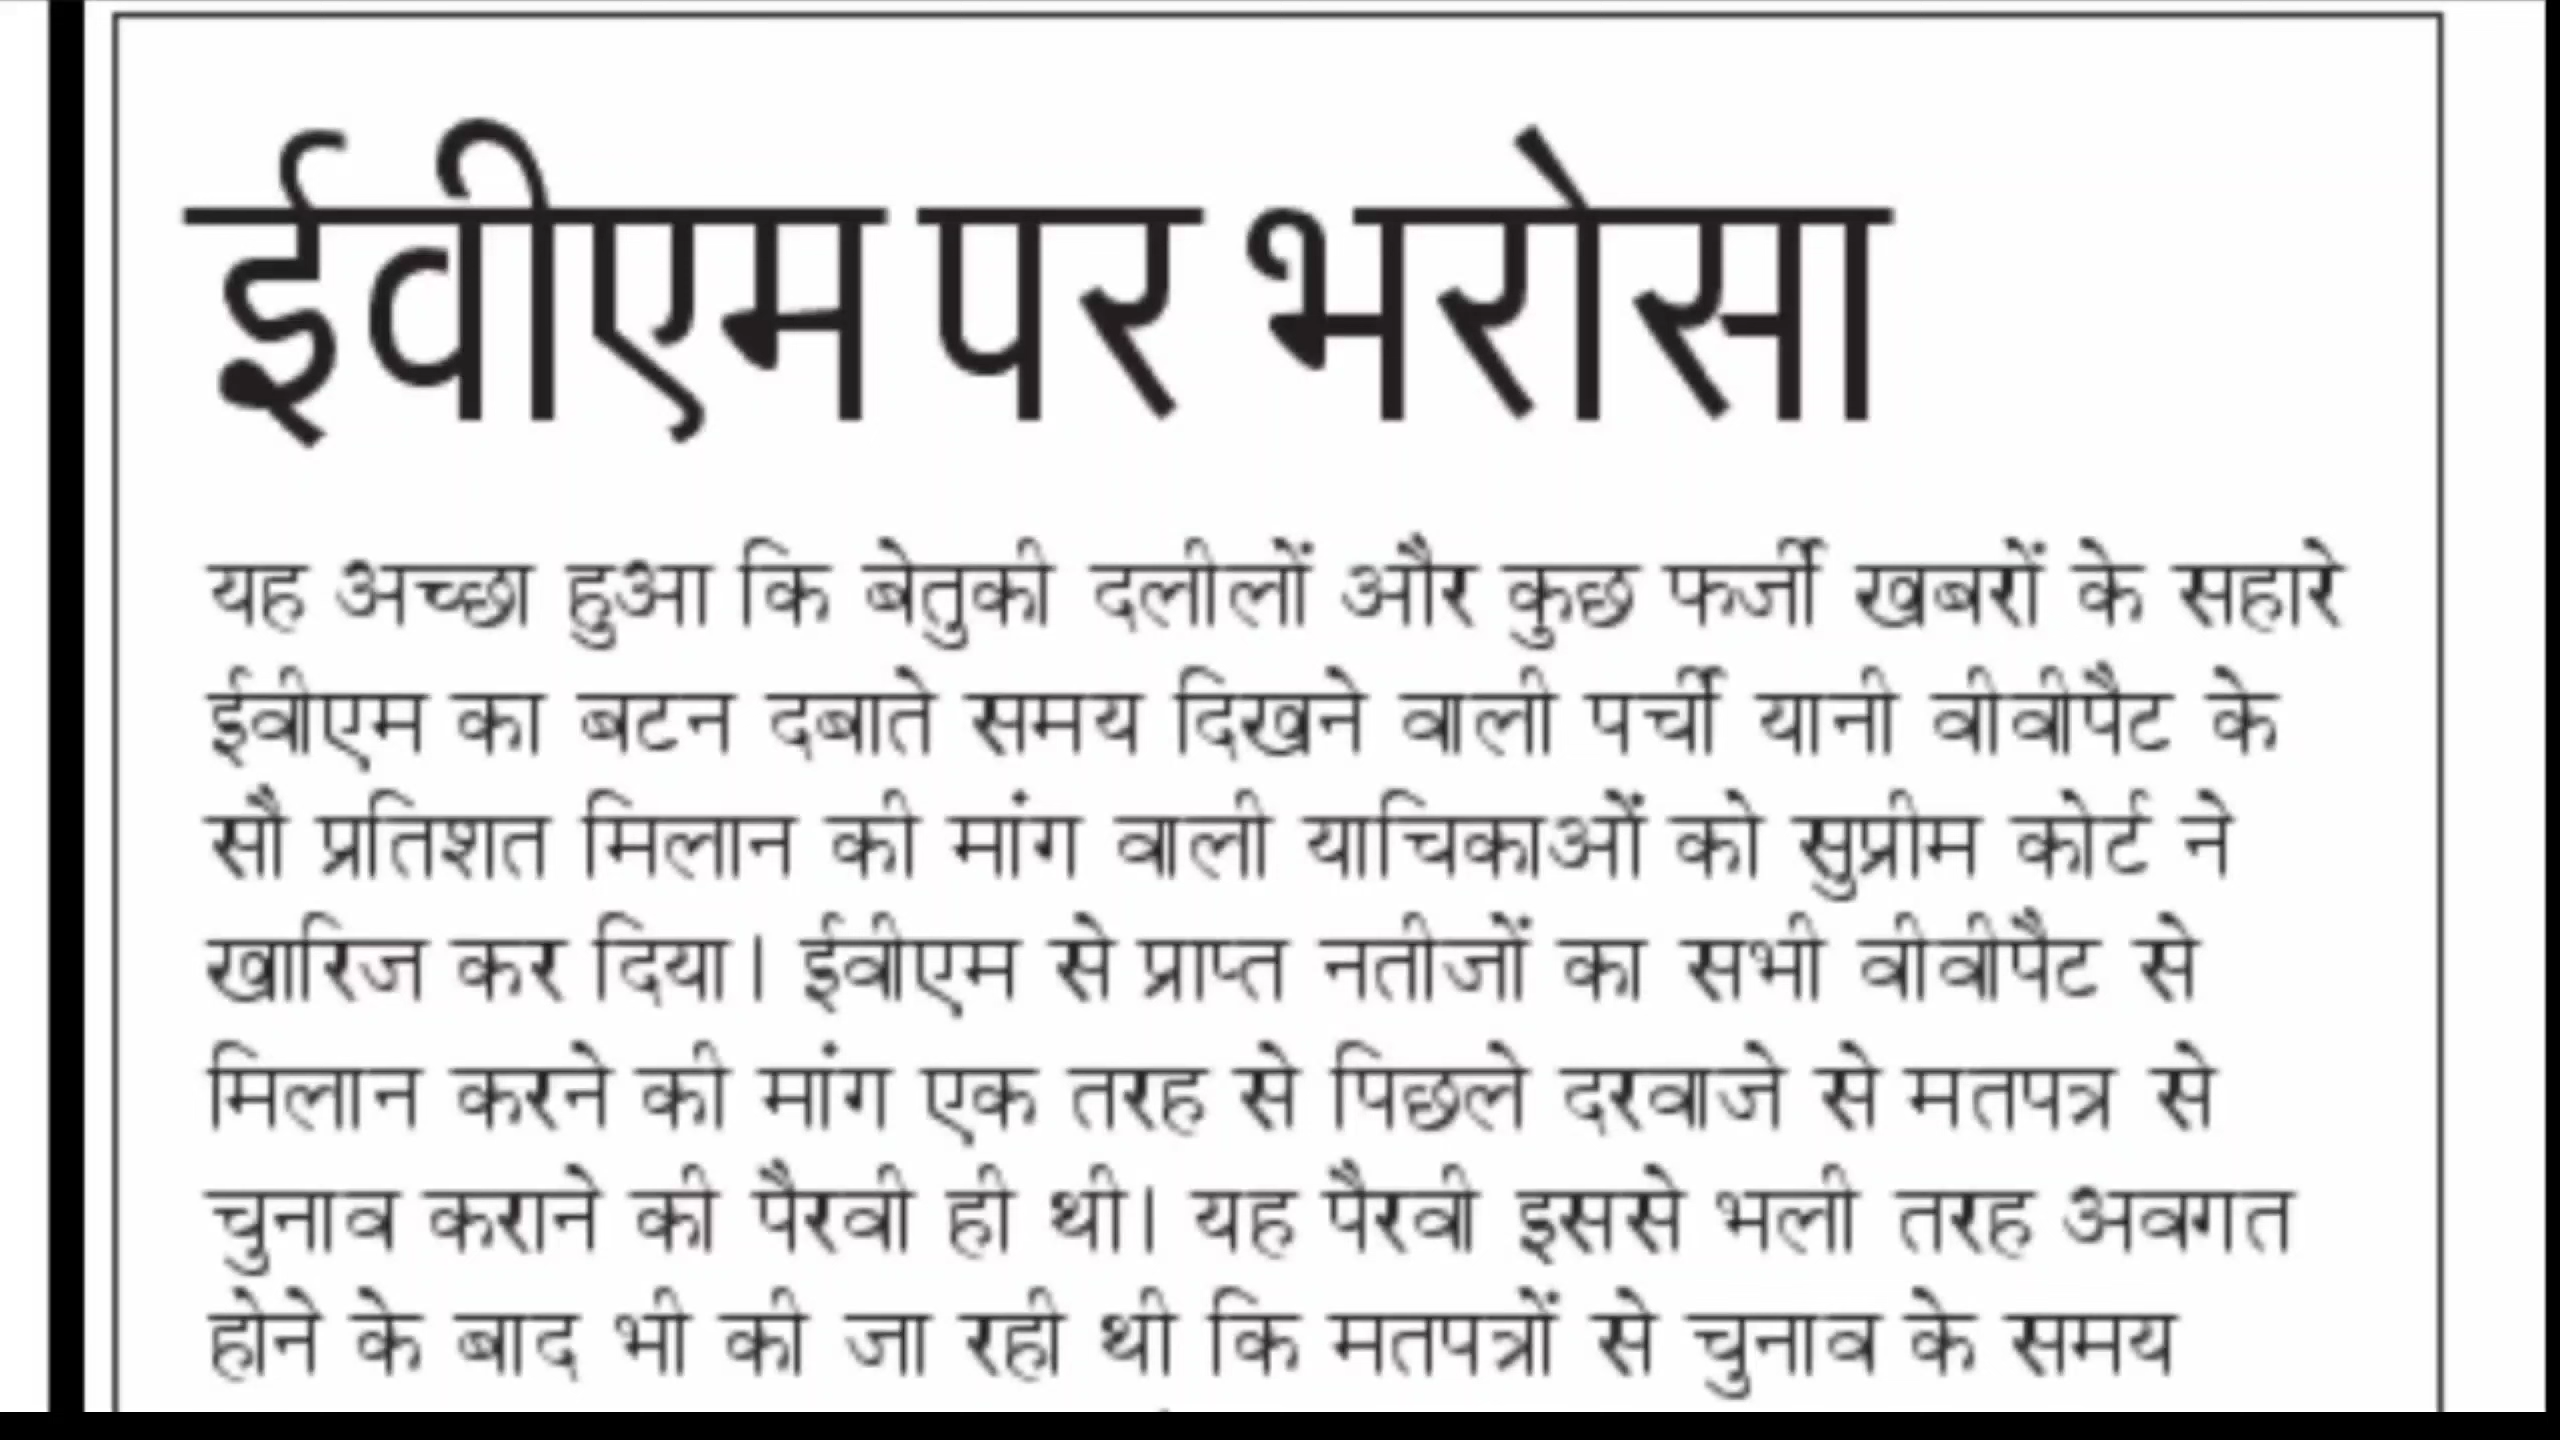 ईवीएम पर भरोसा
यह अच्छा हुआ कि बेतुकी दलीलों और कुछ फर्जी खबरों के सहारे
ईवीएम का बटन दबाते समय दिखने वाली पर्ची यानी वीवीपैट के
सौ प्रतिशत मिलान की मांग वाली याचिकाओं को सुप्रीम कोर्ट ने
खारिज कर दिया। ईवीएम से प्राप्त नतीजों का सभी वीवीपैट से
मिलान करने की मांग एक तरह से पिछले दरवाजे से मतपत्र से
चुनाव कराने की पैरवी ही थी। यह पैरवी इससे भली तरह अवगत
होने के बाद भी की जा रही थी कि मतपत्रों से चुनाव के समय